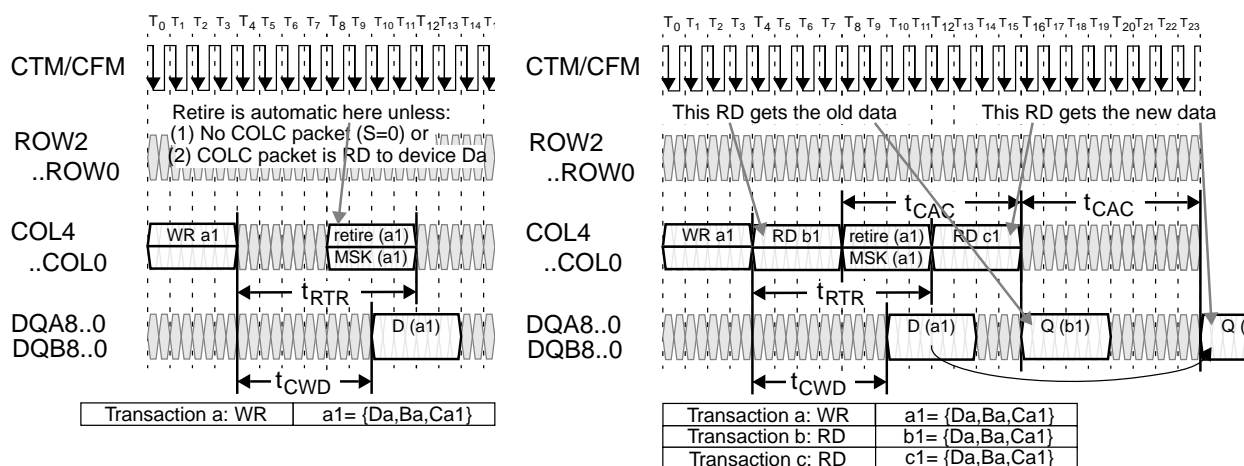 T0 T1 T2 T3 T4 T5 T6 T7 T8 T9 T10 T11 T12 T13 T14
CTM/CFM
Retire is automatic here unless:
(1) No COLC packet (S=0) or
(2) COLC packet is RD to device Da
ROW2
..ROW0
COL4
..COL0
WR a1
retire (a1)
MSK (a1)
tRTR
DQA8..0
DQB8..0
D (a1)
tCWD
Transaction a: WR a1= {Da,Ba,Ca1}
T0 T1 T2 T3 T4 T5 T6 T7 T8 T9 T10 T11 T12 T13 T14 T15 T16 T17 T18 T19 T20 T21 T22 T23
CTM/CFM
This RD gets the old data
This RD gets the new data
ROW2
..ROW0
tCAC
tCAC
COL4
..COL0
WR a1
RD b1
retire (a1)
RD c1
MSK (a1)
tRTR
DQA8..0
DQB8..0
D (a1)
Q (b1)
Q (
tCWD
Transaction a: WR a1= {Da,Ba,Ca1}
Transaction b: RD b1= {Da,Ba,Ca1}
Transaction c: RD c1= {Da,Ba,Ca1}